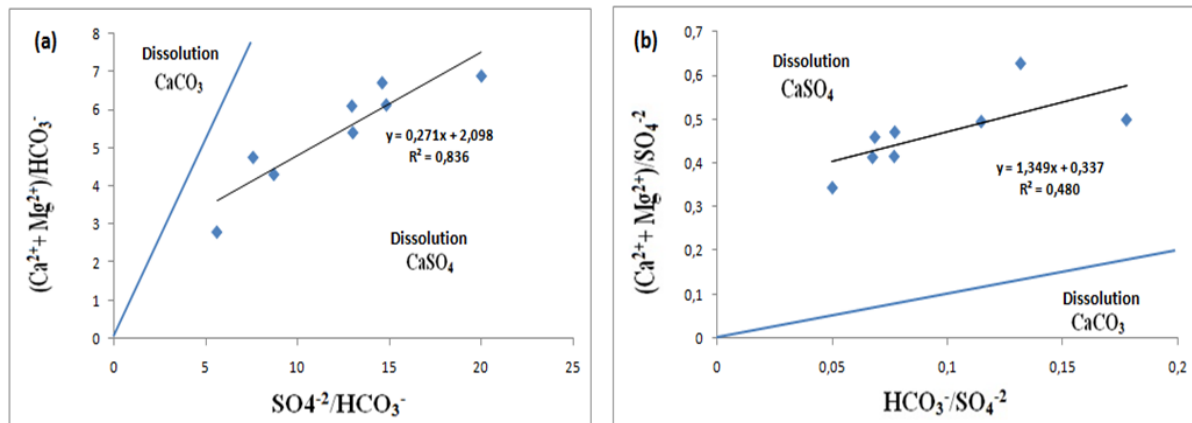 (a)
8
7
6
5
4
3
2
1
0
(Ca²⁺+ Mg²⁺)/HCO₃⁻
Dissolution
CaCO₃
y = 0,271x + 2,098
R² = 0,836
Dissolution
CaSO₄
0
5
10
15
20
25
SO4⁻²/HCO₃⁻
(b)
0,7
0,6
0,5
0,4
0,3
0,2
0,1
0
(Ca²⁺+ Mg²⁺)/SO₄⁻²
Dissolution
CaSO₄
y = 1,349x + 0,337
R² = 0,480
Dissolution
CaCO₃
0
0,05
0,1
0,15
0,2
HCO₃⁻/SO₄⁻²